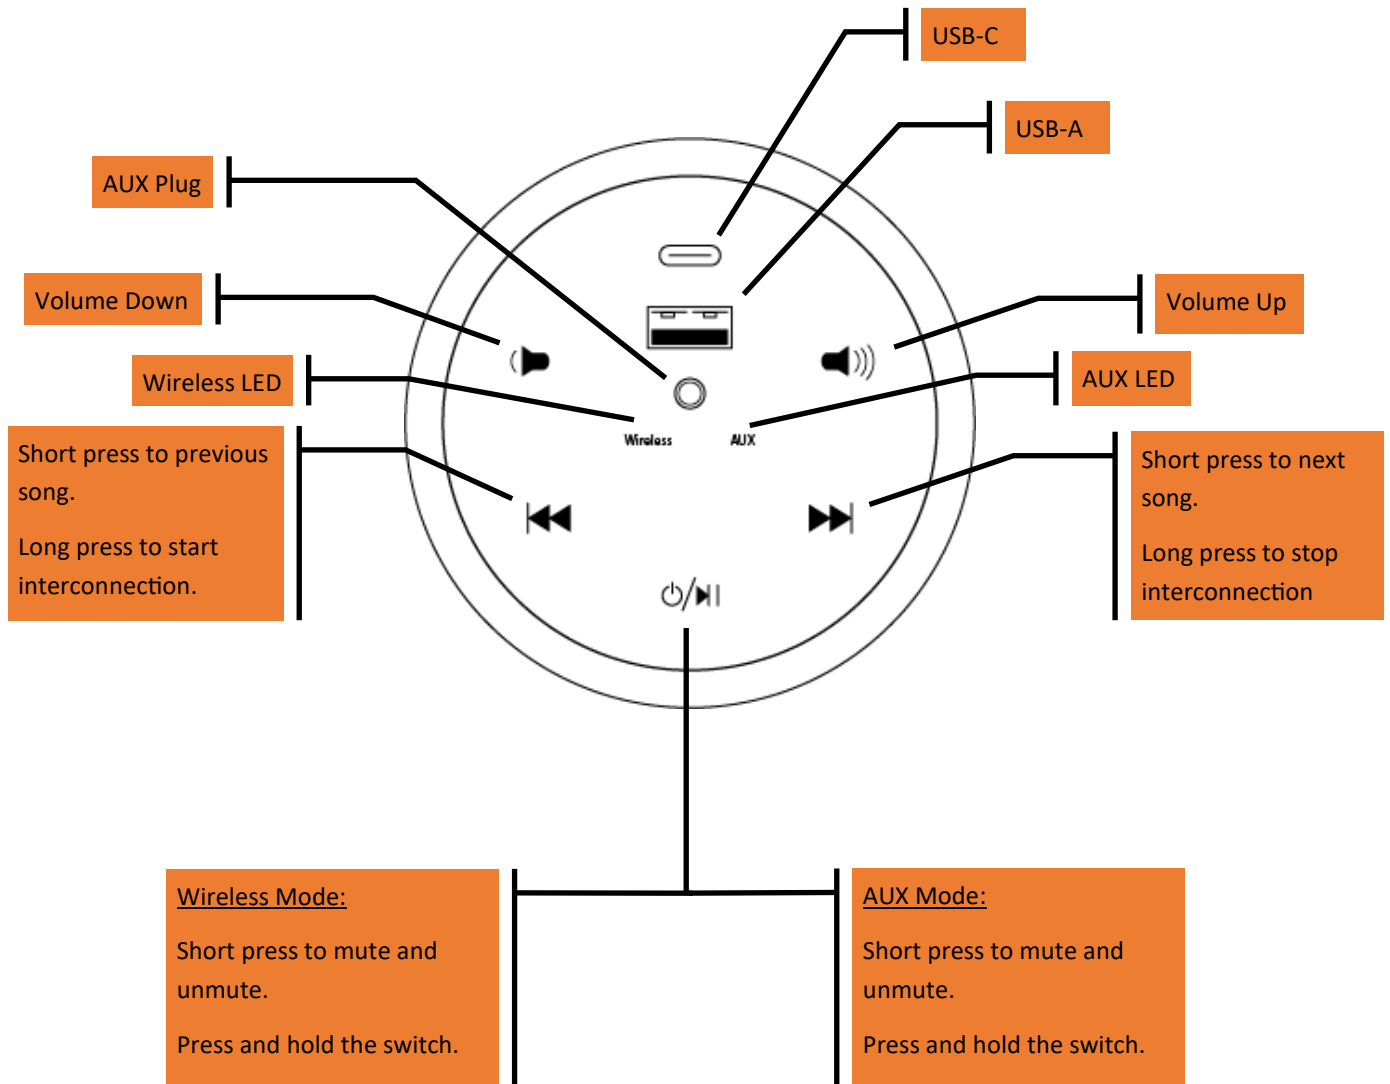 USB-C
USB-A
AUX Plug
Volume Down
Volume Up
Wireless LED
AUX LED
Wireless
AUX
Short press to previous
song.
Long press to start
interconnection.
Short press to next
song.
Long press to stop
interconnection
Wireless Mode:
Short press to mute and
unmute.
Press and hold the switch.
AUX Mode:
Short press to mute and
unmute.
Press and hold the switch.